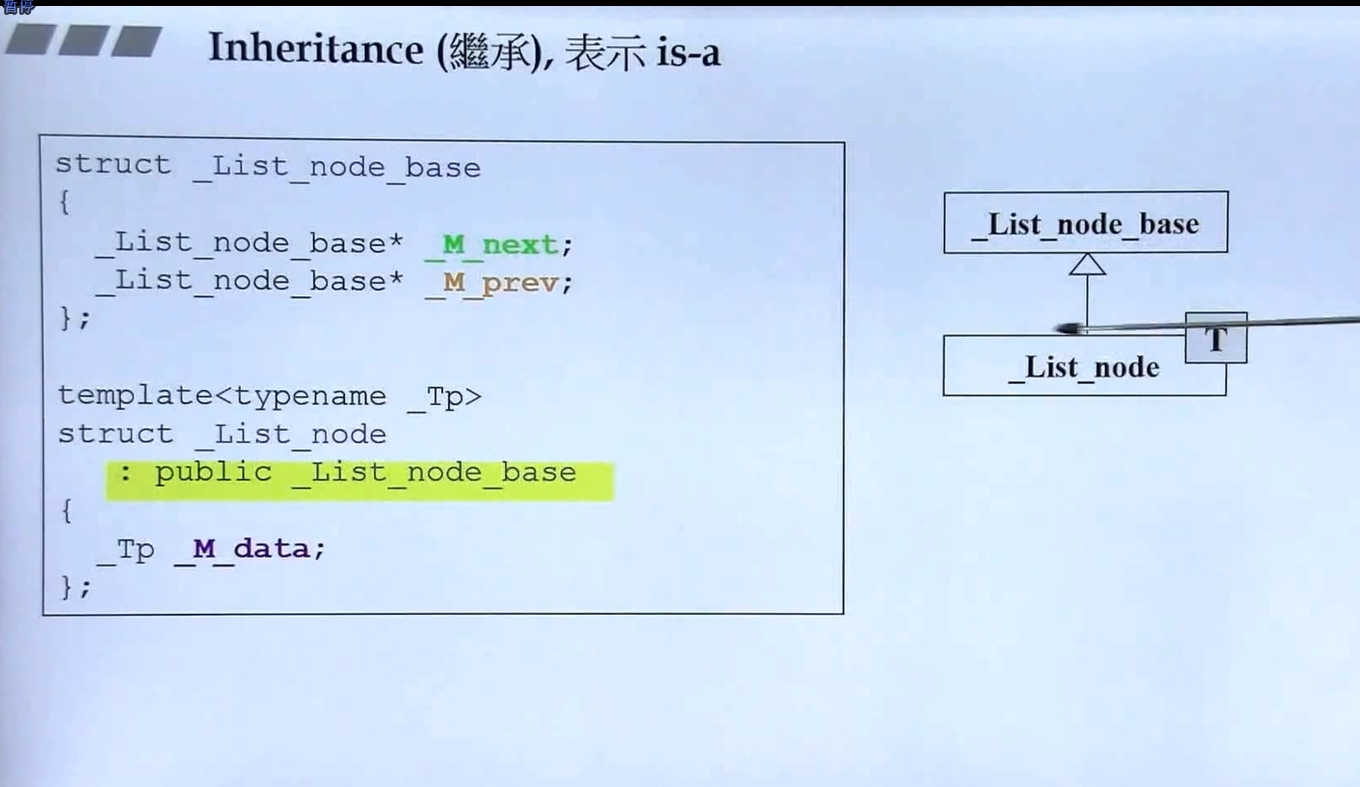 暂停
Inheritance (繼承), 表示 is-a
struct _List_node_base
{
_List_node_base* _M_next;
_List_node_base* _M_prev;
};
template<typename _Tp>
struct _List_node
: public _List_node_base
{
_Tp _M_data;
};
_List_node_base
T
_List_node